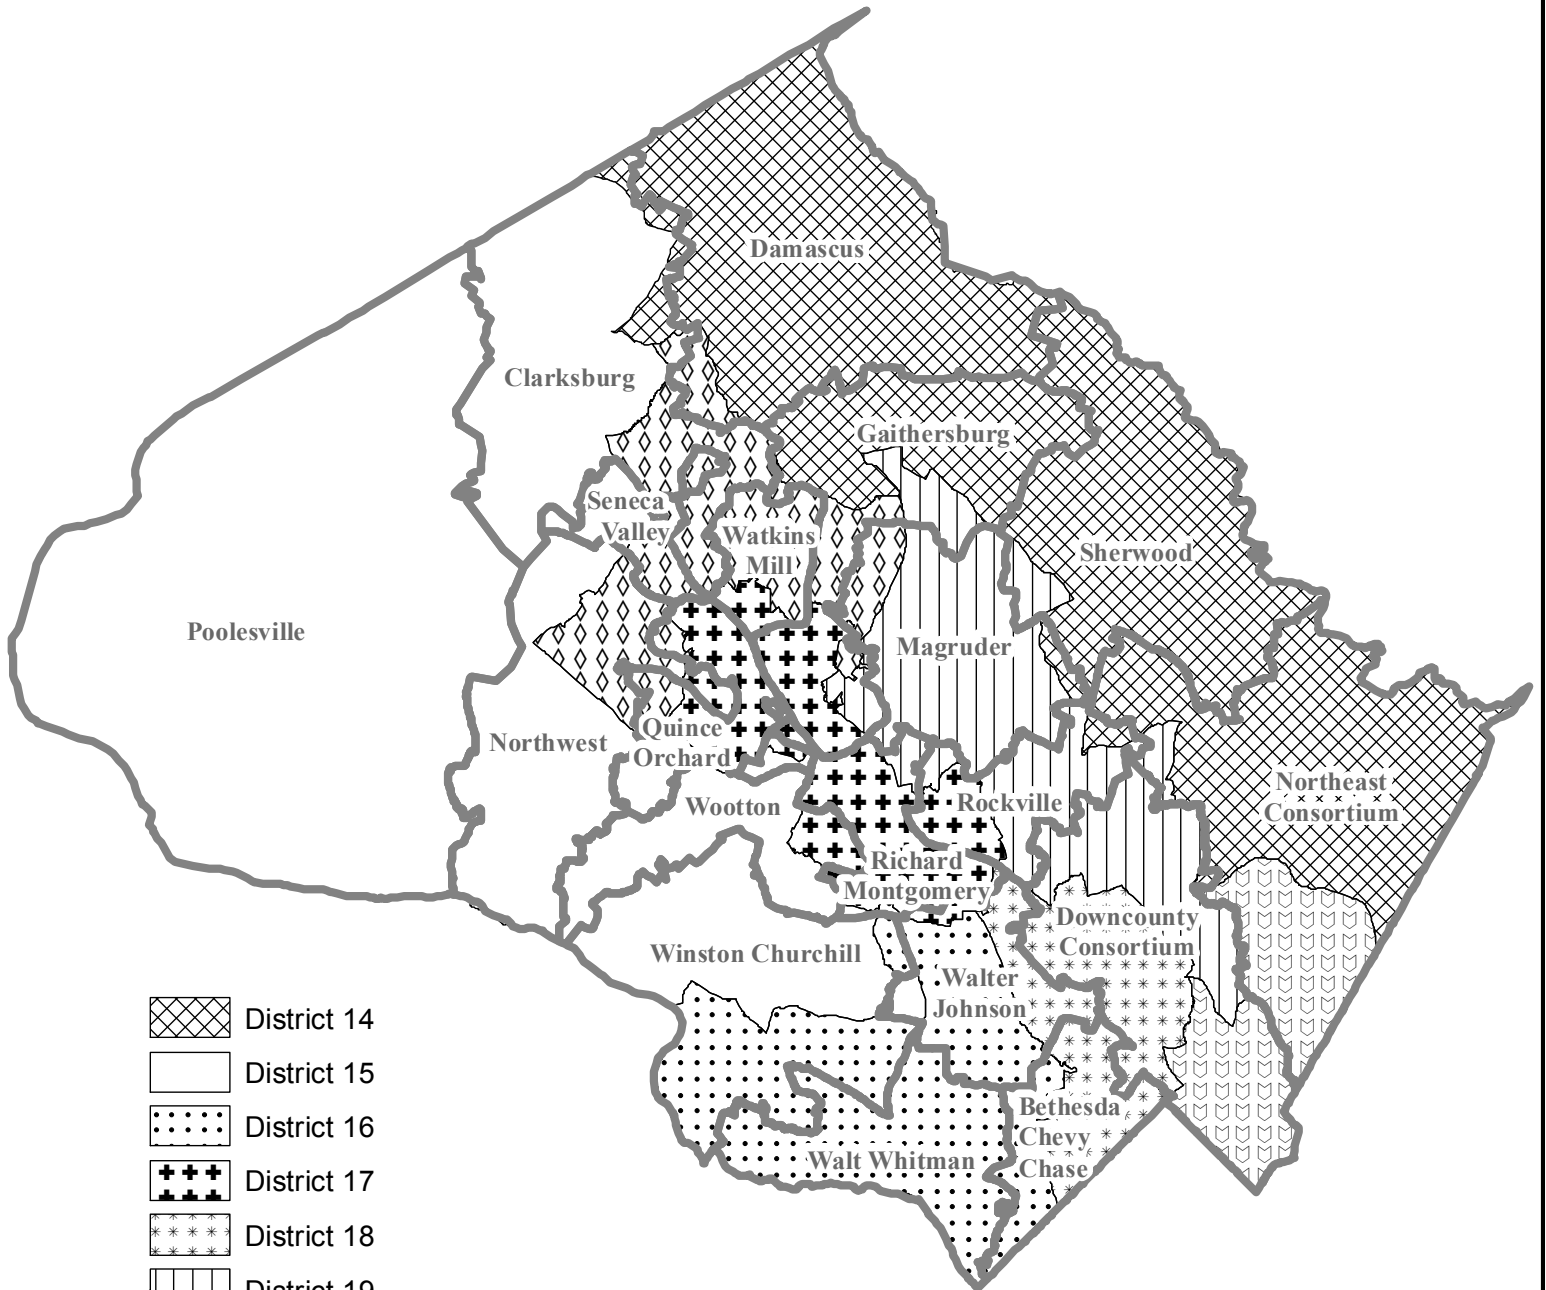 Damascus
Clarksburg
Gaithersburg
Seneca
Valley
Watkins
Mill
Sherwood
Poolesville
Magruder
Northwest
Quince
Orchard
Wootton
Rockville
Northeast
Consortium
Richard
Montgomery
Downcounty
Consortium
Winston Churchill
Walter
Johnson
Bethesda
Chevy
Chase
Walt Whitman
District 14
District 15
District 16
District 17
District 18
District 19